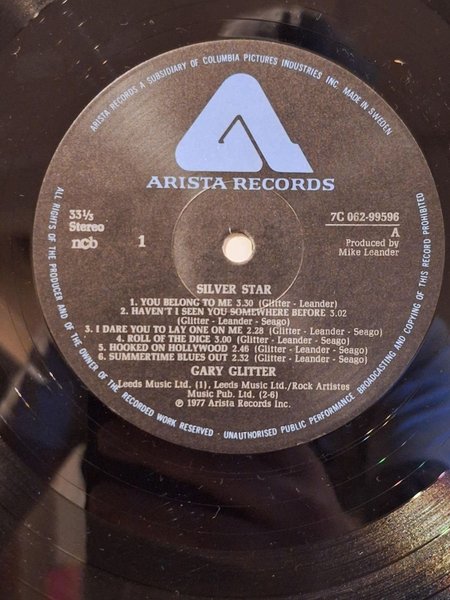 ARISTA RECORDS A SUBSIDIARY OF COLUMBIA PICTURES INDUSTRIES INC. MADE IN SWEDEN
ARISTA RECORDS
33⅓
Stereo
ncb
1
7C 062-99596
A
Produced by
Mike Leander
SILVER STAR
1. YOU BELONG TO ME 3.30 (Glitter - Leander)
2. HAVEN'T I SEEN YOU SOMEWHERE BEFORE 3.02
(Glitter - Leander - Seago)
3. I DARE YOU TO LAY ONE ON ME 2.28 (Glitter - Leander - Seago)
4. ROLL OF THE DICE 3.00 (Glitter - Leander - Seago)
5. HOOKED ON HOLLYWOOD 2.46 (Glitter - Leander - Seago)
6. SUMMERTIME BLUES OUT 2.32 (Glitter - Leander - Seago)
GARY GLITTER
Leeds Music Ltd. (1), Leeds Music Ltd./Rock Artistes
Music Pub. Ltd. (2-6)
℗ 1977 Arista Records Inc.
ALL RIGHTS OF THE PRODUCER AND OF THE OWNER OF THE RECORDED WORK RESERVED · UNAUTHORISED PUBLIC PERFORMANCE BROADCASTING AND COPYING OF THIS RECORD PROHIBITED